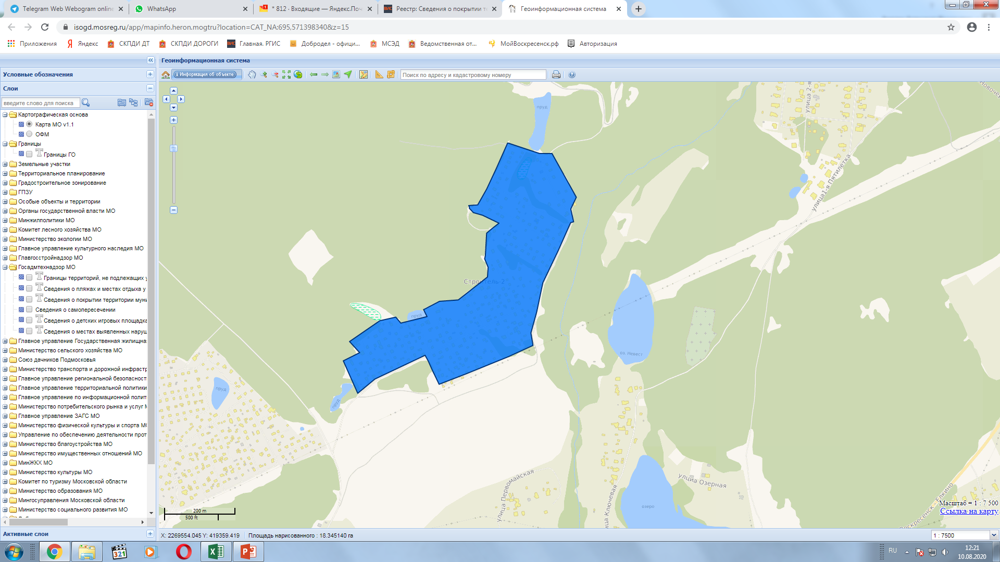 Telegram Web Webogram online
WhatsApp
* 812 · Входящие — Яндекс.Поч
Реестр: Сведения о покрытии т
Геоинформационная система
isogd.mosreg.ru/app/mapinfo.heron.mogtru?location=CAT_NA:695,571398340&z=15
Приложения
Яндекс
СКПДИ ДТ
СКПДИ ДОРОГИ
Главная. РГИС
Добродел - офици...
МСЭД
Ведомственная от...
МойВоскресенск.рф
Авторизация
Геоинформационная система
Условные обозначения
Информация об объекте
Поиск по адресу и кадастровому номеру
Слои
введите слово для поиска
Картографическая основа
Карта МО v1.1
ОФМ
Границы
Границы ГО
Земельные участки
Территориальное планирование
Градостроительное зонирование
ГПЗУ
Особые объекты и территории
Органы государственной власти МО
Минжилполитики МО
Комитет лесного хозяйства МО
Министерство экологии МО
Главное управление культурного наследия МО
Главгосстройнадзор МО
Госадмтехнадзор МО
Границы территорий, не подлежащих у
Сведения о пляжах и местах отдыха у
Сведения о покрытии территории муни
Сведения о самопересечении
Сведения о детских игровых площадка
Сведения о местах выявленных наруш
Главное управление Государственная жилищна
Министерство сельского хозяйства МО
Союз дачников Подмосковья
Министерство транспорта и дорожной инфрастр
Главное управление региональной безопасност
Главное управление территориальной политики
Главное управление по информационной полит
Министерство потребительского рынка и услуг М
Главное управление ЗАГС МО
Министерство физической культуры и спорта МО
Управление по обеспечению деятельности прот
Министерство благоустройства МО
Министерство имущественных отношений МО
МинЖКХ МО
Министерство культуры МО
Комитет по туризму Московской области
Министерство образования МО
Мингосуправления Московской области
Министерство социального развития МО
Активные слои
пруд
улица 2-я
Новочер
улица1-я Пятилетка
Строитель-2
пруд
оз. Невест
пруд
пруд
улица Первомайская
улица Ключевая
улица Озерная
озеро
Воскресенск - Елкино
200 m
500 ft
Масштаб = 1 : 7 500
Ссылка на карту
X: 2269554.045 Y: 419359.419
Площадь нарисованного : 18.345140 га
1 : 7500
321
RU
12:21
10.08.2020